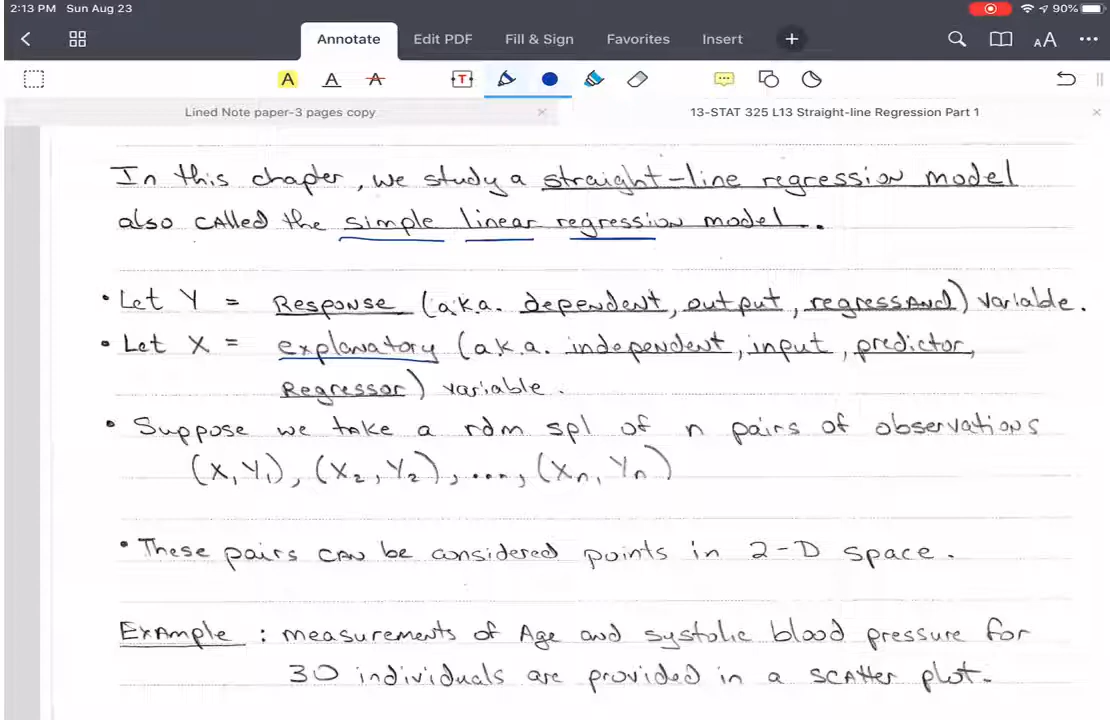 2:13 PM Sun Aug 23 90%
Annotate Edit PDF Fill & Sign Favorites Insert + AA
A A A T
Lined Note paper-3 pages copy × 13-STAT 325 L13 Straight-line Regression Part 1 ×
In this chapter, we study a straight-line regression model
also called the simple linear regression model.
• Let Y = Response (a.k.a. dependent, output, regressand) variable.
• Let X = explanatory (a.k.a. independent, input, predictor,
Regressor) variable.
• Suppose we take a rdm spl of n pairs of observations
(X, Y₁), (X₂, Y₂), ..., (Xn, Yn)
• These pairs can be considered points in 2-D space.
Example : measurements of Age and systolic blood pressure for
30 individuals are provided in a scatter plot.